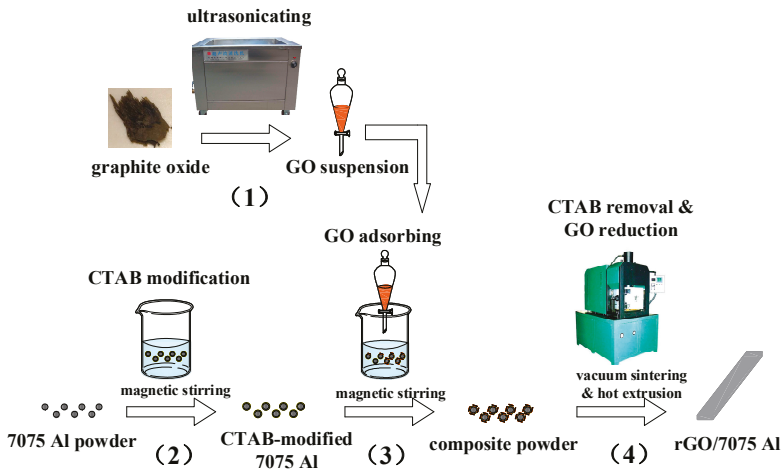 ultrasonicating
graphite oxide
GO suspension
（1）
GO adsorbing
CTAB removal &
GO reduction
CTAB modification
magnetic stirring
magnetic stirring
vacuum sintering
& hot extrusion
7075 Al powder
（2）
CTAB-modified
7075 Al
（3）
composite powder
（4）
rGO/7075 Al